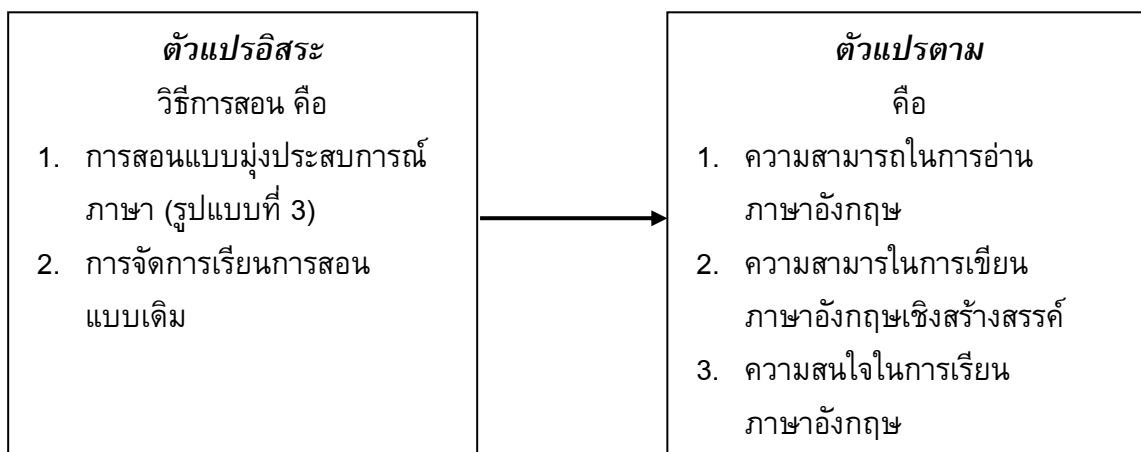 ตัวแปรอิสระ
วิธีการสอน คือ
1. การสอนแบบมุ่งประสบการณ์
ภาษา (รูปแบบที่ 3)
2. การจัดการเรียนการสอน
แบบเดิม
ตัวแปรตาม
คือ
1. ความสามารถในการอ่าน
ภาษาอังกฤษ
2. ความสามารในการเขียน
ภาษาอังกฤษเชิงสร้างสรรค์
3. ความสนใจในการเรียน
ภาษาอังกฤษ